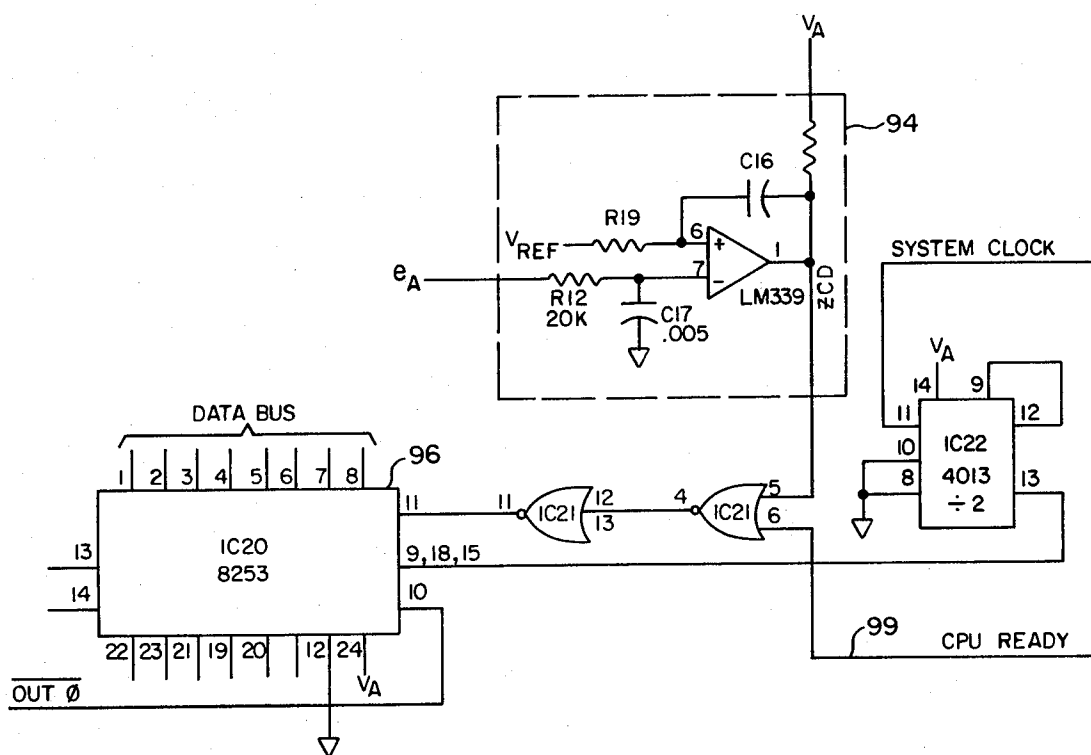 VA
94
C16
R19
VREF
6
+
1
7
-
eA
R12
20K
C17
.005
LM339
ZCD
SYSTEM CLOCK
VA
14
9
11
12
10
IC22
8
4013
13
÷2
DATA BUS
96
1 2 3 4 5 6 7 8
11
11
IC21
12
13
4
IC21
5
6
13
IC20
8253
9,18,15
14
10
22 23 21 19 20 12 24
VA
OUT Ø
99
CPU READY